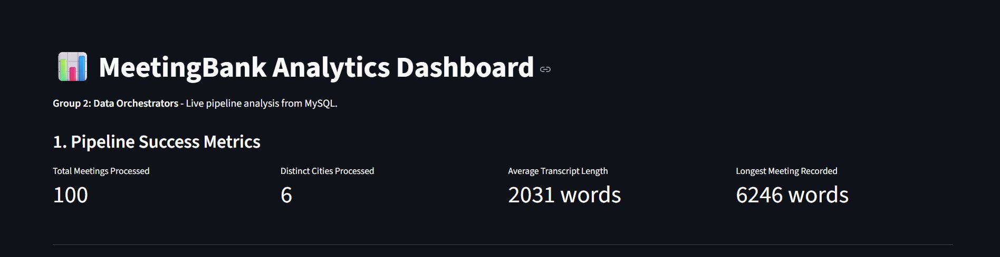 MeetingBank Analytics Dashboard
Group 2: Data Orchestrators - Live pipeline analysis from MySQL.
1. Pipeline Success Metrics
Total Meetings Processed
100
Distinct Cities Processed
6
Average Transcript Length
2031 words
Longest Meeting Recorded
6246 words